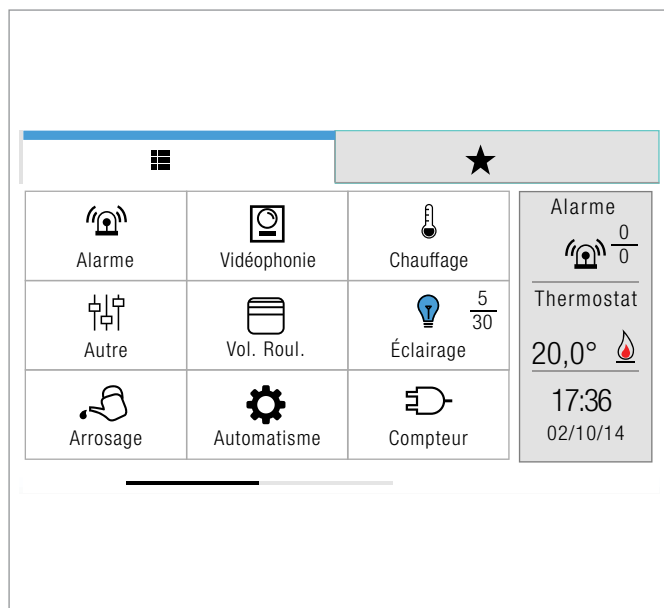 Alarme
Vidéophonie
Chauffage
Autre
Vol. Roul.
5
30
Éclairage
Arrosage
Automatisme
Compteur
Alarme
0
0
Thermostat
20,0°
17:36
02/10/14